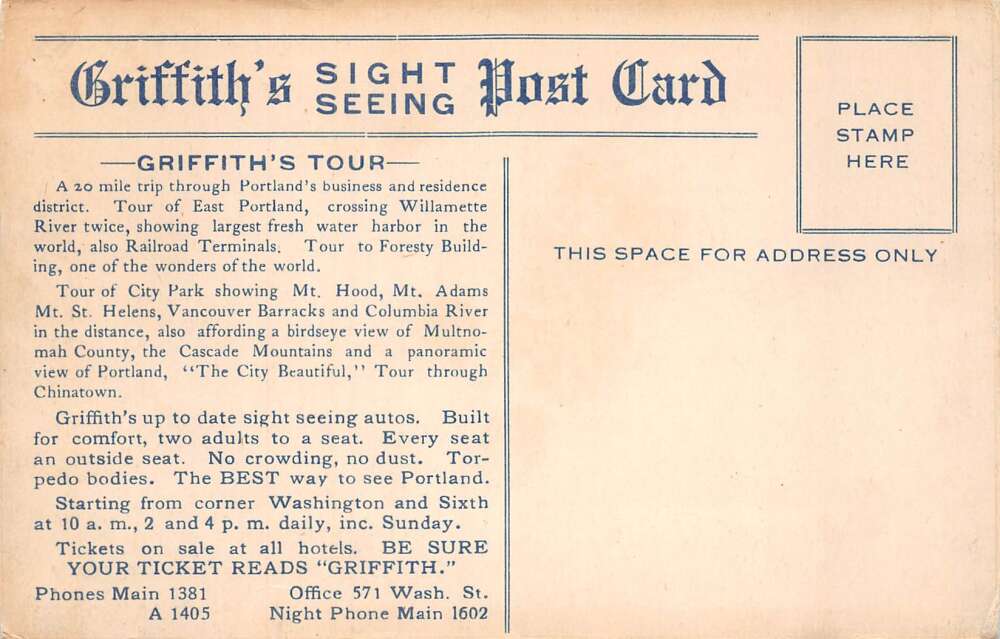 Griffith's SIGHT SEEING Post Card
PLACE
STAMP
HERE
THIS SPACE FOR ADDRESS ONLY
—GRIFFITH'S TOUR—
A 20 mile trip through Portland's business and residence
district. Tour of East Portland, crossing Willamette
River twice, showing largest fresh water harbor in the
world, also Railroad Terminals. Tour to Foresty Build-
ing, one of the wonders of the world.
Tour of City Park showing Mt. Hood, Mt. Adams
Mt. St. Helens, Vancouver Barracks and Columbia River
in the distance, also affording a birdseye view of Multno-
mah County, the Cascade Mountains and a panoramic
view of Portland, "The City Beautiful," Tour through
Chinatown.
Griffith's up to date sight seeing autos. Built
for comfort, two adults to a seat. Every seat
an outside seat. No crowding, no dust. Tor-
pedo bodies. The BEST way to see Portland.
Starting from corner Washington and Sixth
at 10 a. m., 2 and 4 p. m. daily, inc. Sunday.
Tickets on sale at all hotels. BE SURE
YOUR TICKET READS "GRIFFITH."
Phones Main 1381 Office 571 Wash. St.
A 1405 Night Phone Main 1602